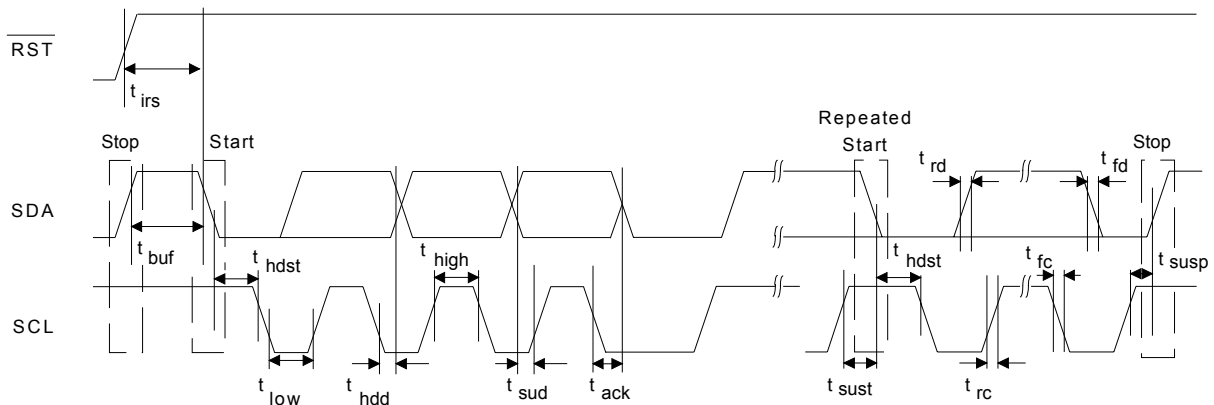 RST
t irs
Stop
Start
Repeated
Start
Stop
t rd
t fd
SDA
t buf
t hdst
t high
t hdst
t fc
t susp
SCL
t low
t hdd
t sud
t ack
t sust
t rc